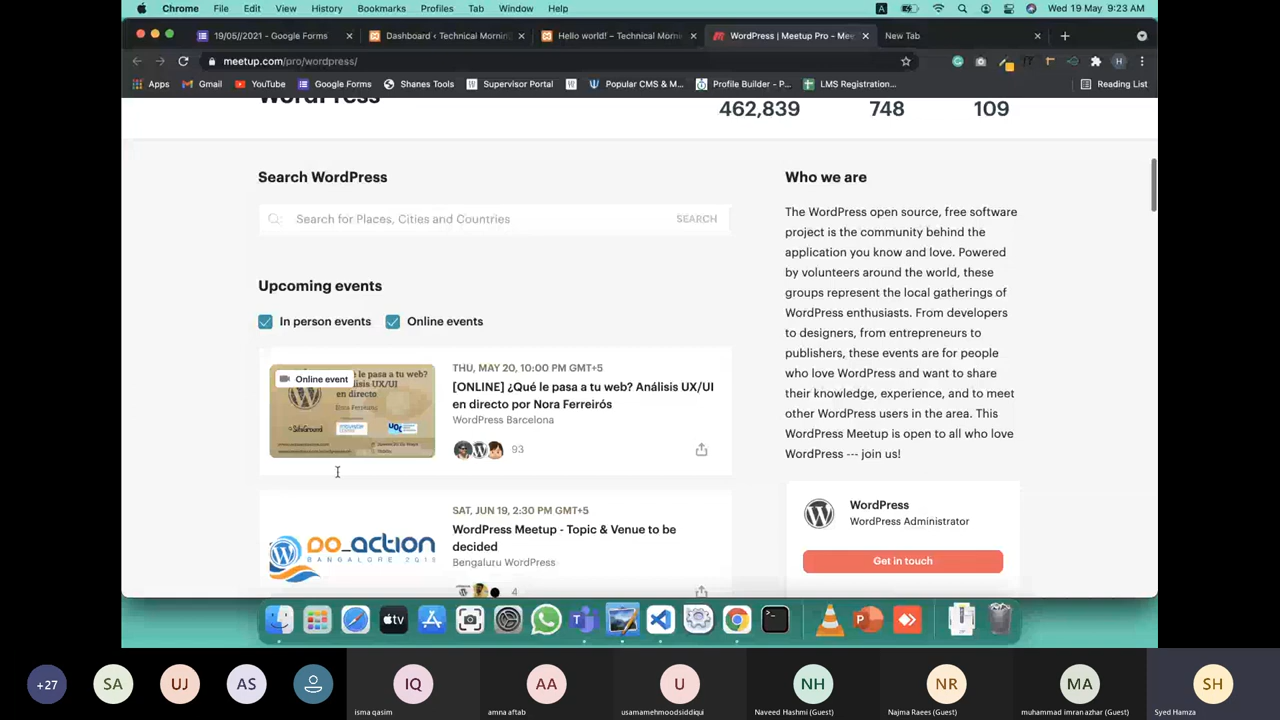 Chrome File Edit View History Bookmarks Profiles Tab Window Help A Wed 19 May 9:23 AM
19/05//2021 - Google Forms Dashboard ‹ Technical Mornin Hello world! – Technical Morne WordPress | Meetup Pro - Mee New Tab
meetup.com/pro/wordpress/ H
Apps Gmail YouTube Google Forms Shanes Tools Supervisor Portal Popular CMS & M... Profile Builder - P... LMS Registration... Reading List
WordPress
462,839 748 109
Search WordPress
Search for Places, Cities and Countries SEARCH
Upcoming events
In person events Online events
Online event
THU, MAY 20, 10:00 PM GMT+5
[ONLINE] ¿Qué le pasa a tu web? Análisis UX/UI
en directo por Nora Ferreirós
WordPress Barcelona
93
SAT, JUN 19, 2:30 PM GMT+5
WordPress Meetup - Topic & Venue to be
decided
Bengaluru WordPress
4
Who we are
The WordPress open source, free software
project is the community behind the
application you know and love. Powered
by volunteers around the world, these
groups represent the local gatherings of
WordPress enthusiasts. From developers
to designers, from entrepreneurs to
publishers, these events are for people
who love WordPress and want to share
their knowledge, experience, and to meet
other WordPress users in the area. This
WordPress Meetup is open to all who love
WordPress --- join us!
WordPress
WordPress Administrator
Get in touch
tv
+27 SA UJ AS IQ AA U NH NR MA SH
isma qasim amna aftab usamamehmoodsiddiqui Naveed Hashmi (Guest) Najma Raees (Guest) muhammad imran azhar (Guest) Syed Hamza